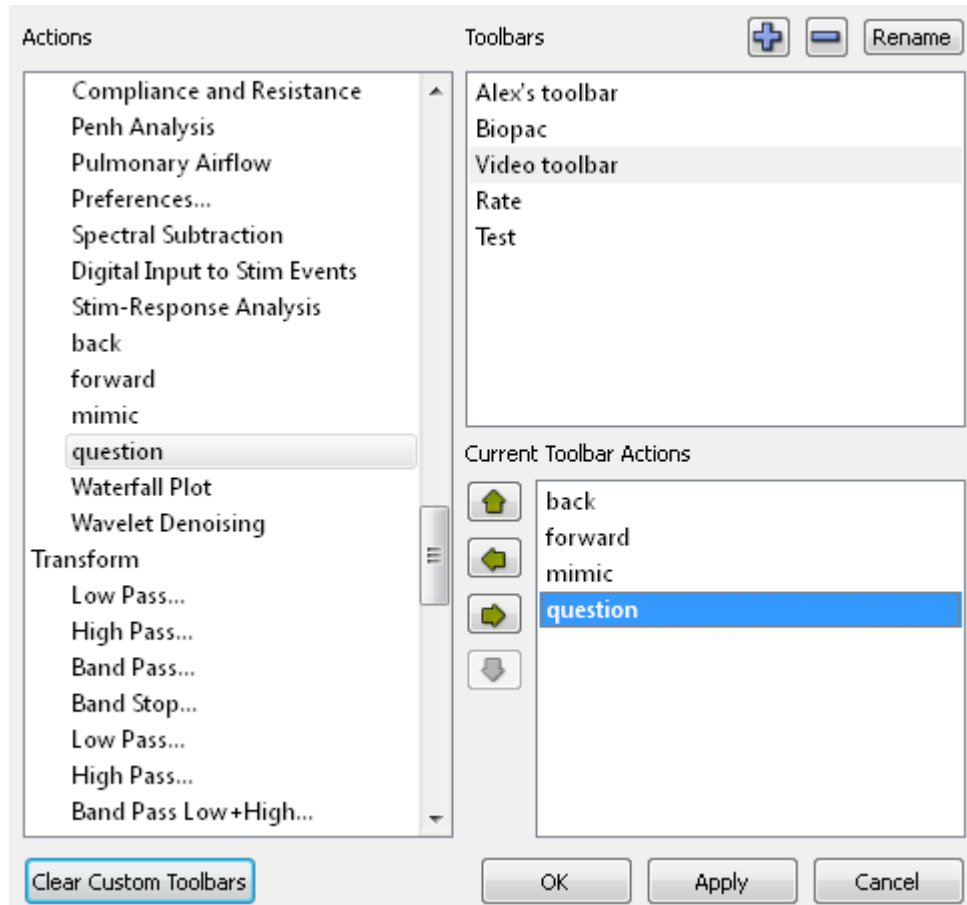 Actions
Compliance and Resistance
Penh Analysis
Pulmonary Airflow
Preferences...
Spectral Subtraction
Digital Input to Stim Events
Stim-Response Analysis
back
forward
mimic
question
Waterfall Plot
Wavelet Denoising
Transform
Low Pass...
High Pass...
Band Pass...
Band Stop...
Low Pass...
High Pass...
Band Pass Low+High...
Toolbars
Rename
Alex's toolbar
Biopac
Video toolbar
Rate
Test
Current Toolbar Actions
back
forward
mimic
question
Clear Custom Toolbars
OK
Apply
Cancel